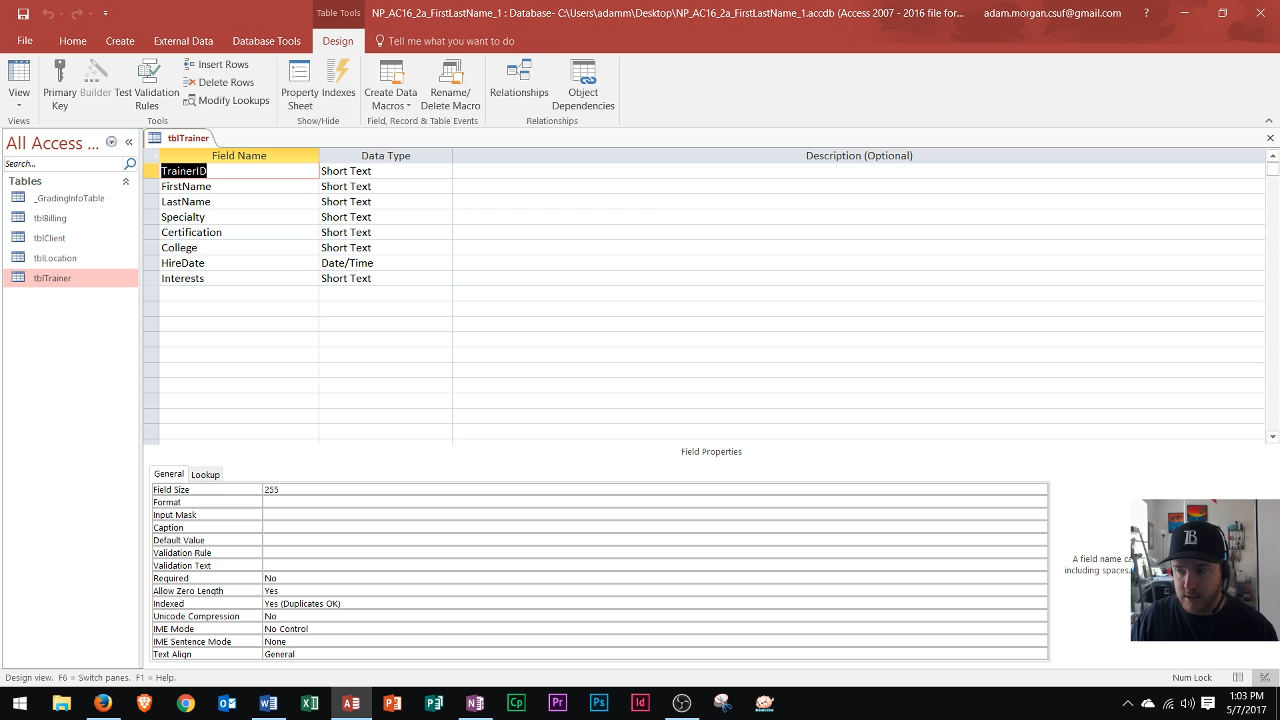 Table Tools
NP_AC16_2a_FirstLastName_1 : Database- C:\Users\adamm\Desktop\NP_AC16_2a_FirstLastName_1.accdb (Access 2007 - 2016 file for...
adam.morgan.csuf@gmail.com
?
File
Home
Create
External Data
Database Tools
Design
Tell me what you want to do
View
Primary Key
Builder
Test Validation Rules
Insert Rows
Delete Rows
Modify Lookups
Property Sheet
Indexes
Create Data Macros
Rename/ Delete Macro
Relationships
Object Dependencies
Views
Tools
Show/Hide
Field, Record & Table Events
Relationships
All Access ...
Search...
Tables
_GradingInfoTable
tblBilling
tblClient
tblLocation
tblTrainer
tblTrainer
Field Name Data Type Description (Optional)
TrainerID Short Text
FirstName Short Text
LastName Short Text
Specialty Short Text
Certification Short Text
College Short Text
HireDate Date/Time
Interests Short Text
Field Properties
General Lookup
Field Size 255
Format
Input Mask
Caption
Default Value
Validation Rule
Validation Text
Required No
Allow Zero Length Yes
Indexed Yes (Duplicates OK)
Unicode Compression No
IME Mode No Control
IME Sentence Mode None
Text Align General
A field name ca
including spaces.
B
Design view. F6 = Switch panes. F1 = Help.
Num Lock
Cp
Pr
Ps
Id
1:03 PM
5/7/2017